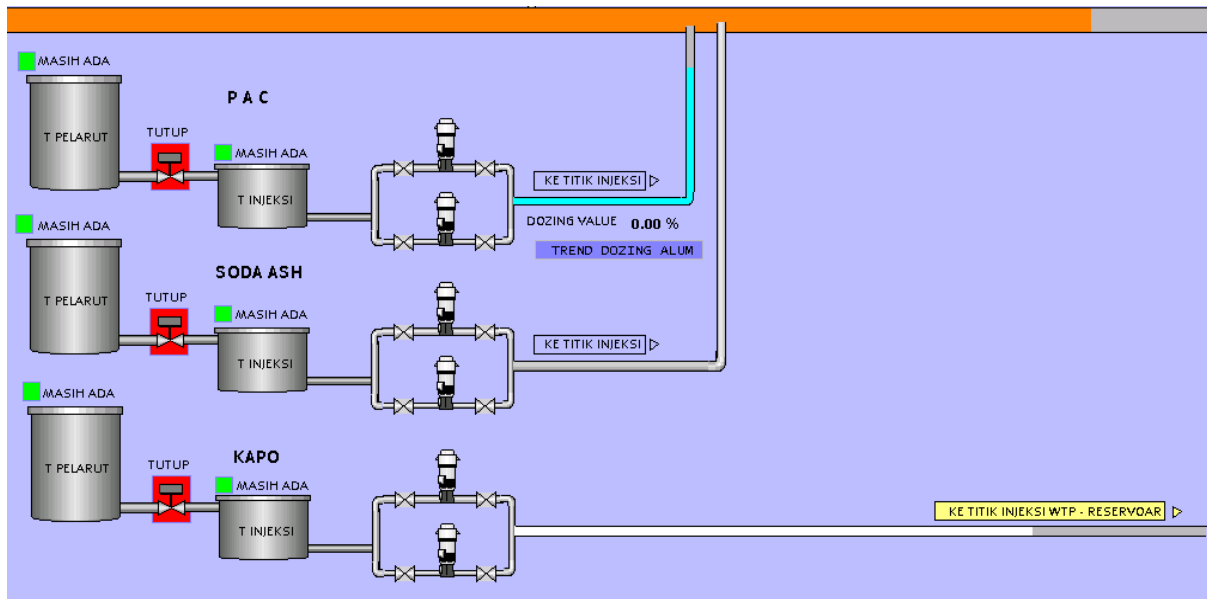 MASIH ADA
T PELARUT
P A C
TUTUP
MASIH ADA
T INJEKSI
KE TITIK INJEKSI
DOZING VALUE 0.00 %
TREND DOZING ALUM
MASIH ADA
T PELARUT
SODA ASH
TUTUP
MASIH ADA
T INJEKSI
KE TITIK INJEKSI
MASIH ADA
T PELARUT
KAPO
TUTUP
MASIH ADA
T INJEKSI
KE TITIK INJEKSI WTP - RESERVOAR